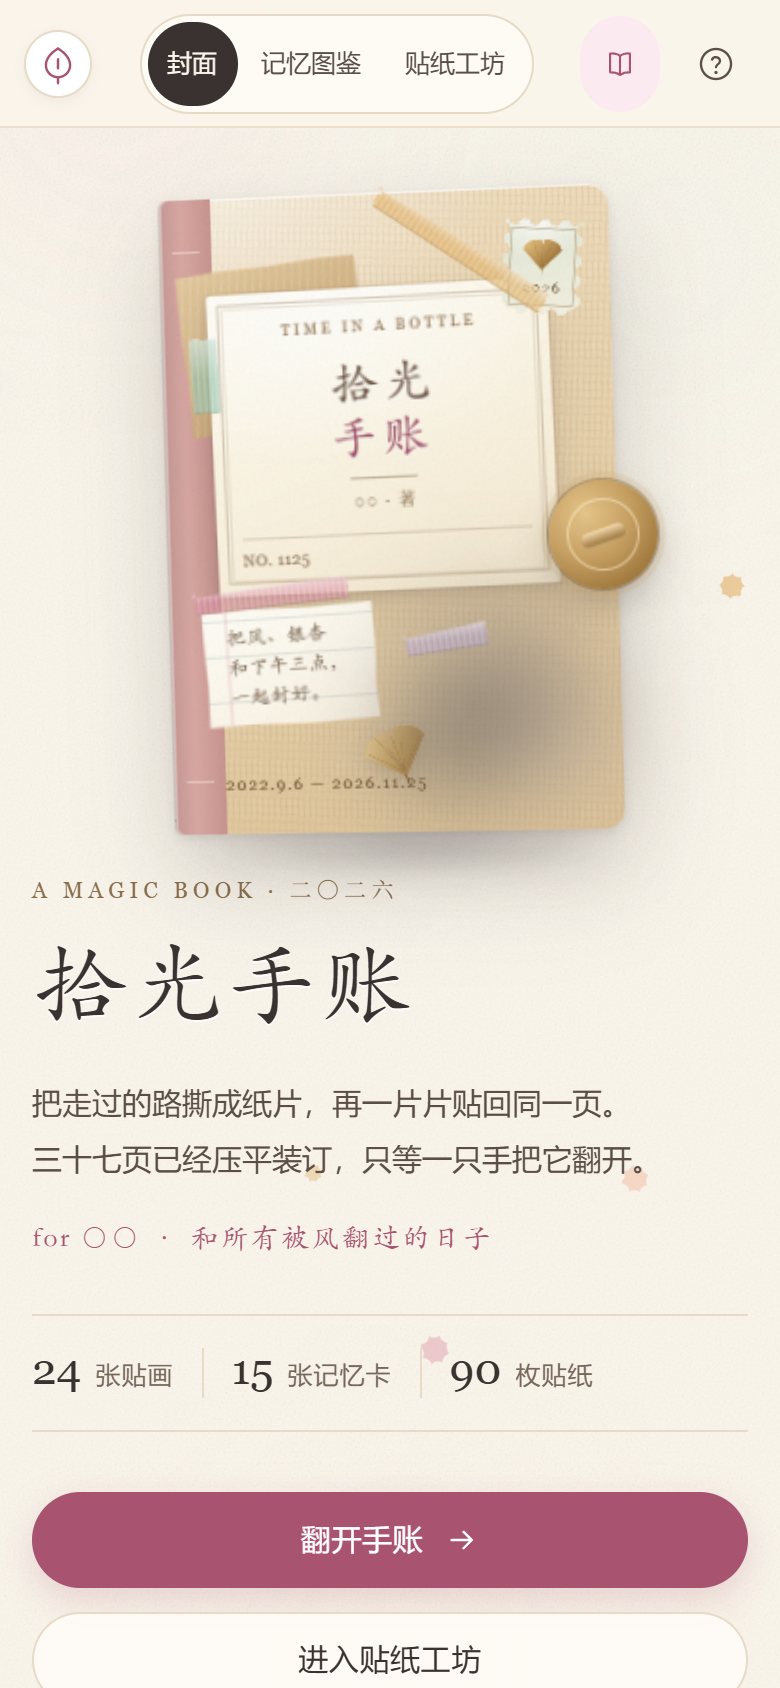 封面 记忆图鉴 贴纸工坊
2026
TIME IN A BOTTLE
拾光
手账
○○ · 著
NO. 1125
把风、银杏
和下午三点，
一起封好。
2022.9.6 — 2026.11.25
A MAGIC BOOK · 二〇二六
拾光手账
把走过的路撕成纸片，再一片片贴回同一页。
三十七页已经压平装订，只等一只手把它翻开。
for 〇〇 · 和所有被风翻过的日子
24 张贴画 15 张记忆卡 90 枚贴纸
翻开手账 →
进入贴纸工坊